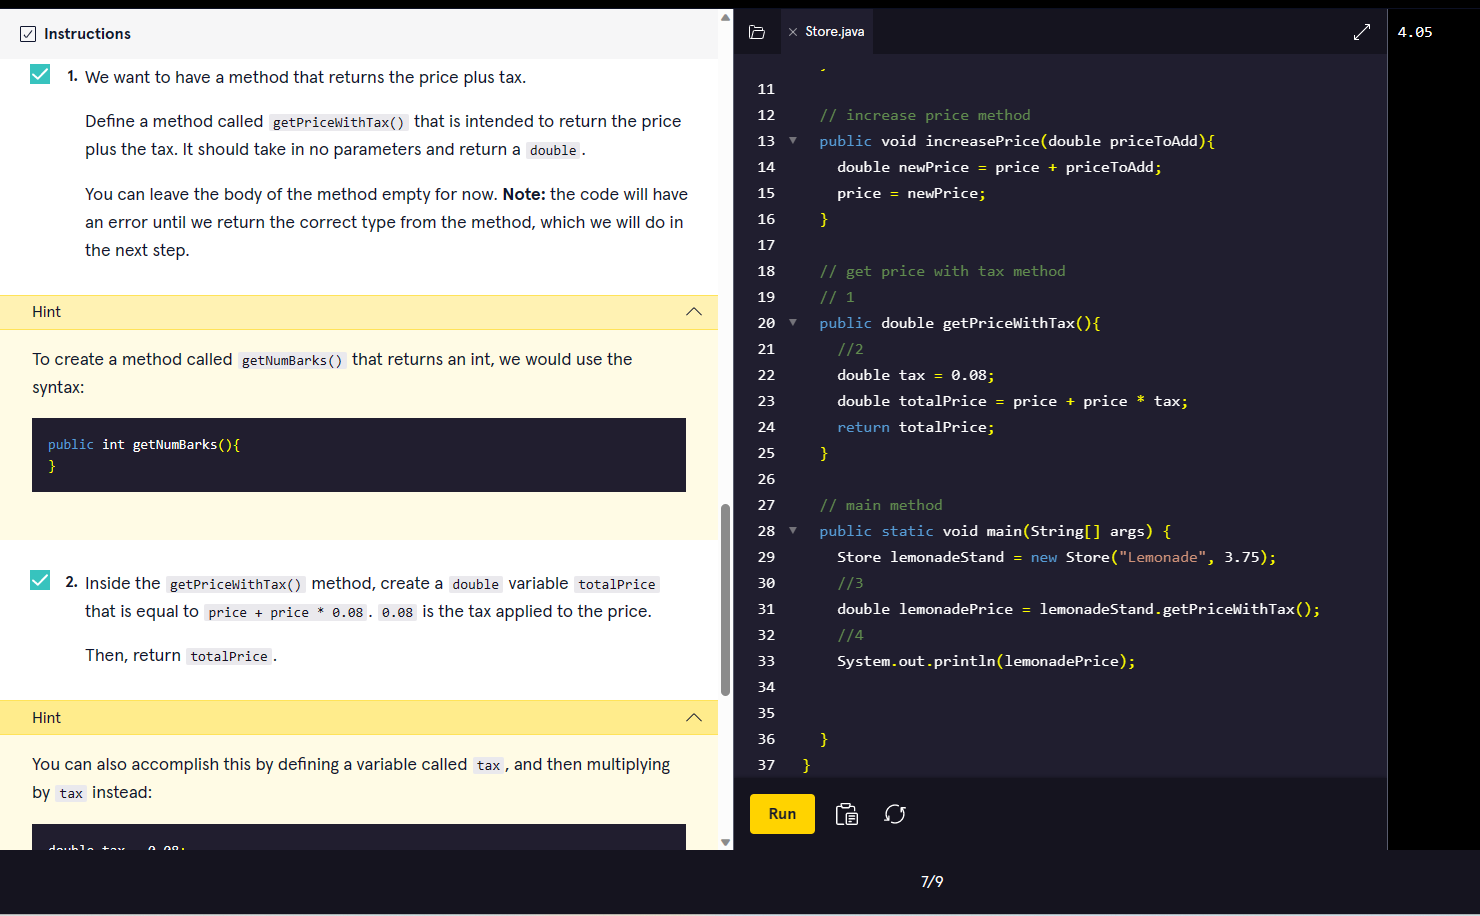 Instructions
1. We want to have a method that returns the price plus tax.
Define a method called getPriceWithTax() that is intended to return the price
plus the tax. It should take in no parameters and return a double.
You can leave the body of the method empty for now. Note: the code will have
an error until we return the correct type from the method, which we will do in
the next step.
Hint
To create a method called getNumBarks() that returns an int, we would use the
syntax:
public int getNumBarks(){
}
2. Inside the getPriceWithTax() method, create a double variable totalPrice
that is equal to price + price * 0.08. 0.08 is the tax applied to the price.
Then, return totalPrice.
Hint
You can also accomplish this by defining a variable called tax, and then multiplying
by tax instead:
double tax = 0.08;
Store.java
11
12 // increase price method
13 public void increasePrice(double priceToAdd){
14 double newPrice = price + priceToAdd;
15 price = newPrice;
16 }
17
18 // get price with tax method
19 // 1
20 public double getPriceWithTax(){
21 //2
22 double tax = 0.08;
23 double totalPrice = price + price * tax;
24 return totalPrice;
25 }
26
27 // main method
28 public static void main(String[] args) {
29 Store lemonadeStand = new Store("Lemonade", 3.75);
30 //3
31 double lemonadePrice = lemonadeStand.getPriceWithTax();
32 //4
33 System.out.println(lemonadePrice);
34
35
36 }
37 }
Run
4.05
7/9